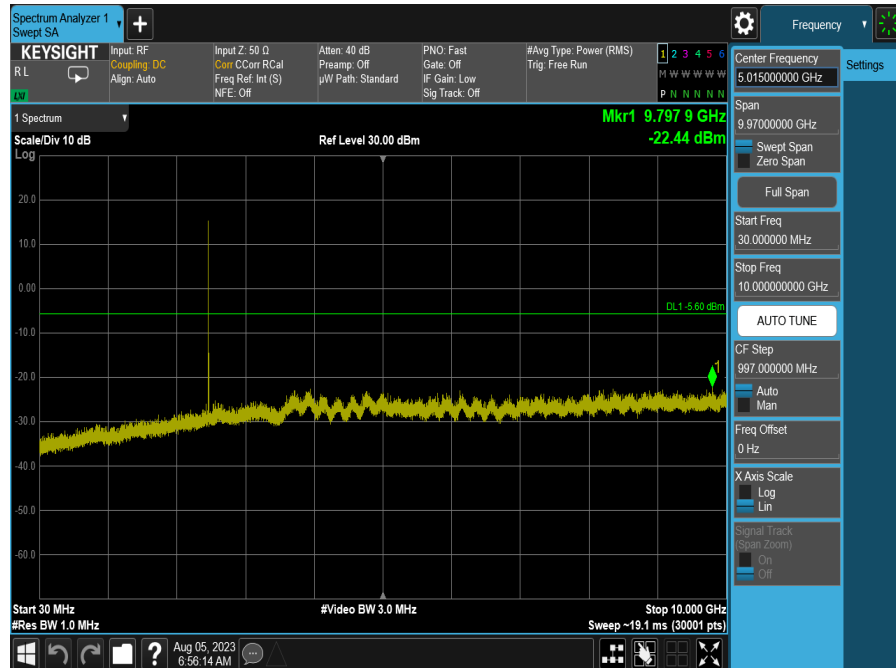 Spectrum Analyzer 1
Swept SA
Frequency
KEYSIGHT
R L
LXI
Input: RF
Coupling: DC
Align: Auto
Input Z: 50 Ω
Corr CCorr RCal
Freq Ref: Int (S)
NFE: Off
Atten: 40 dB
Preamp: Off
µW Path: Standard
PNO: Fast
Gate: Off
IF Gain: Low
Sig Track: Off
#Avg Type: Power (RMS)
Trig: Free Run
1 2 3 4 5 6
M W W W W W
P N N N N N
1 Spectrum
Mkr1 9.797 9 GHz
Scale/Div 10 dB
Ref Level 30.00 dBm
-22.44 dBm
Log
20.0
10.0
0.00
DL1 -5.60 dBm
-10.0
1
-20.0
-30.0
-40.0
-50.0
-60.0
Start 30 MHz
#Video BW 3.0 MHz
Stop 10.000 GHz
#Res BW 1.0 MHz
Sweep ~19.1 ms (30001 pts)
Center Frequency
5.015000000 GHz
Settings
Span
9.97000000 GHz
Swept Span
Zero Span
Full Span
Start Freq
30.000000 MHz
Stop Freq
10.000000000 GHz
AUTO TUNE
CF Step
997.000000 MHz
Auto
Man
Freq Offset
0 Hz
X Axis Scale
Log
Lin
Signal Track
(Span Zoom)
On
Off
?
Aug 05, 2023
6:56:14 AM